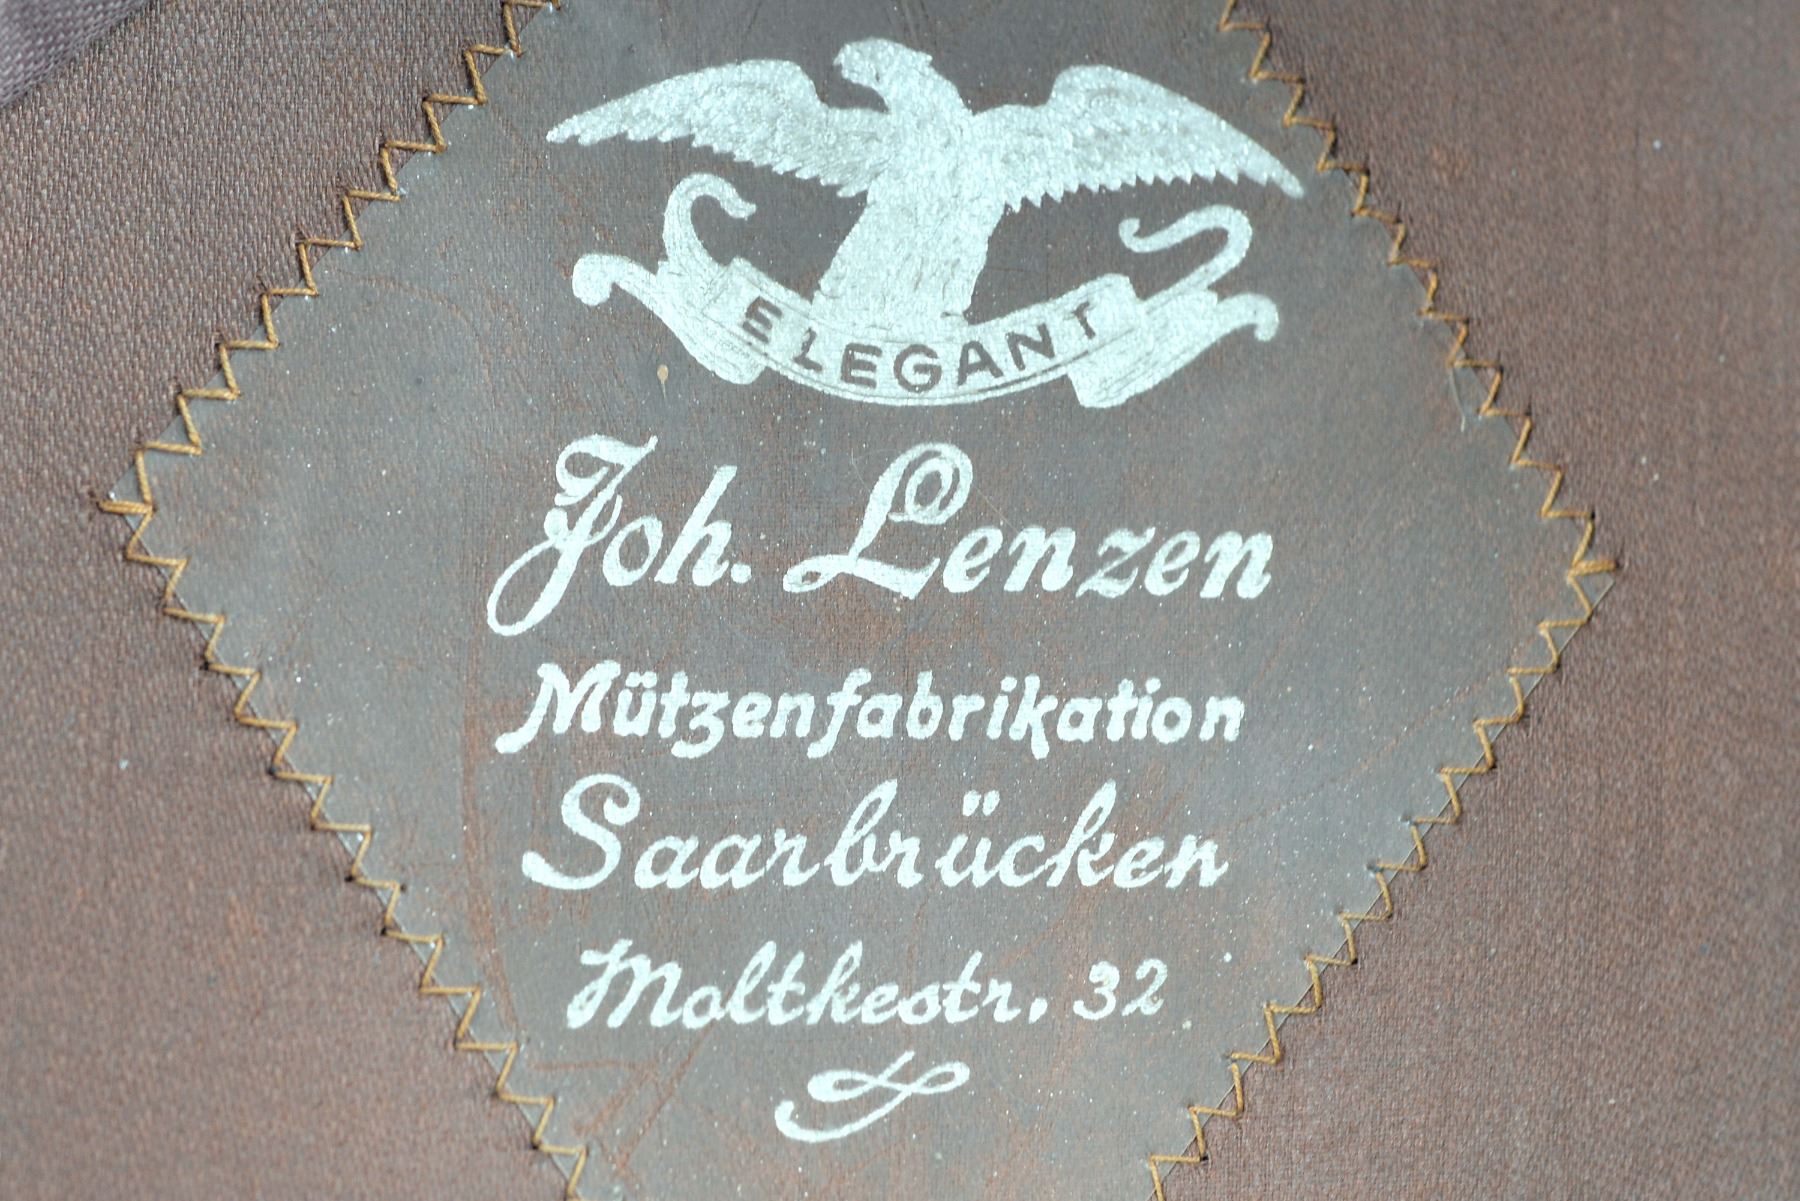 ELEGANT
Joh. Lenzen
Mützenfabrikation
Saarbrücken
Moltkestr. 32